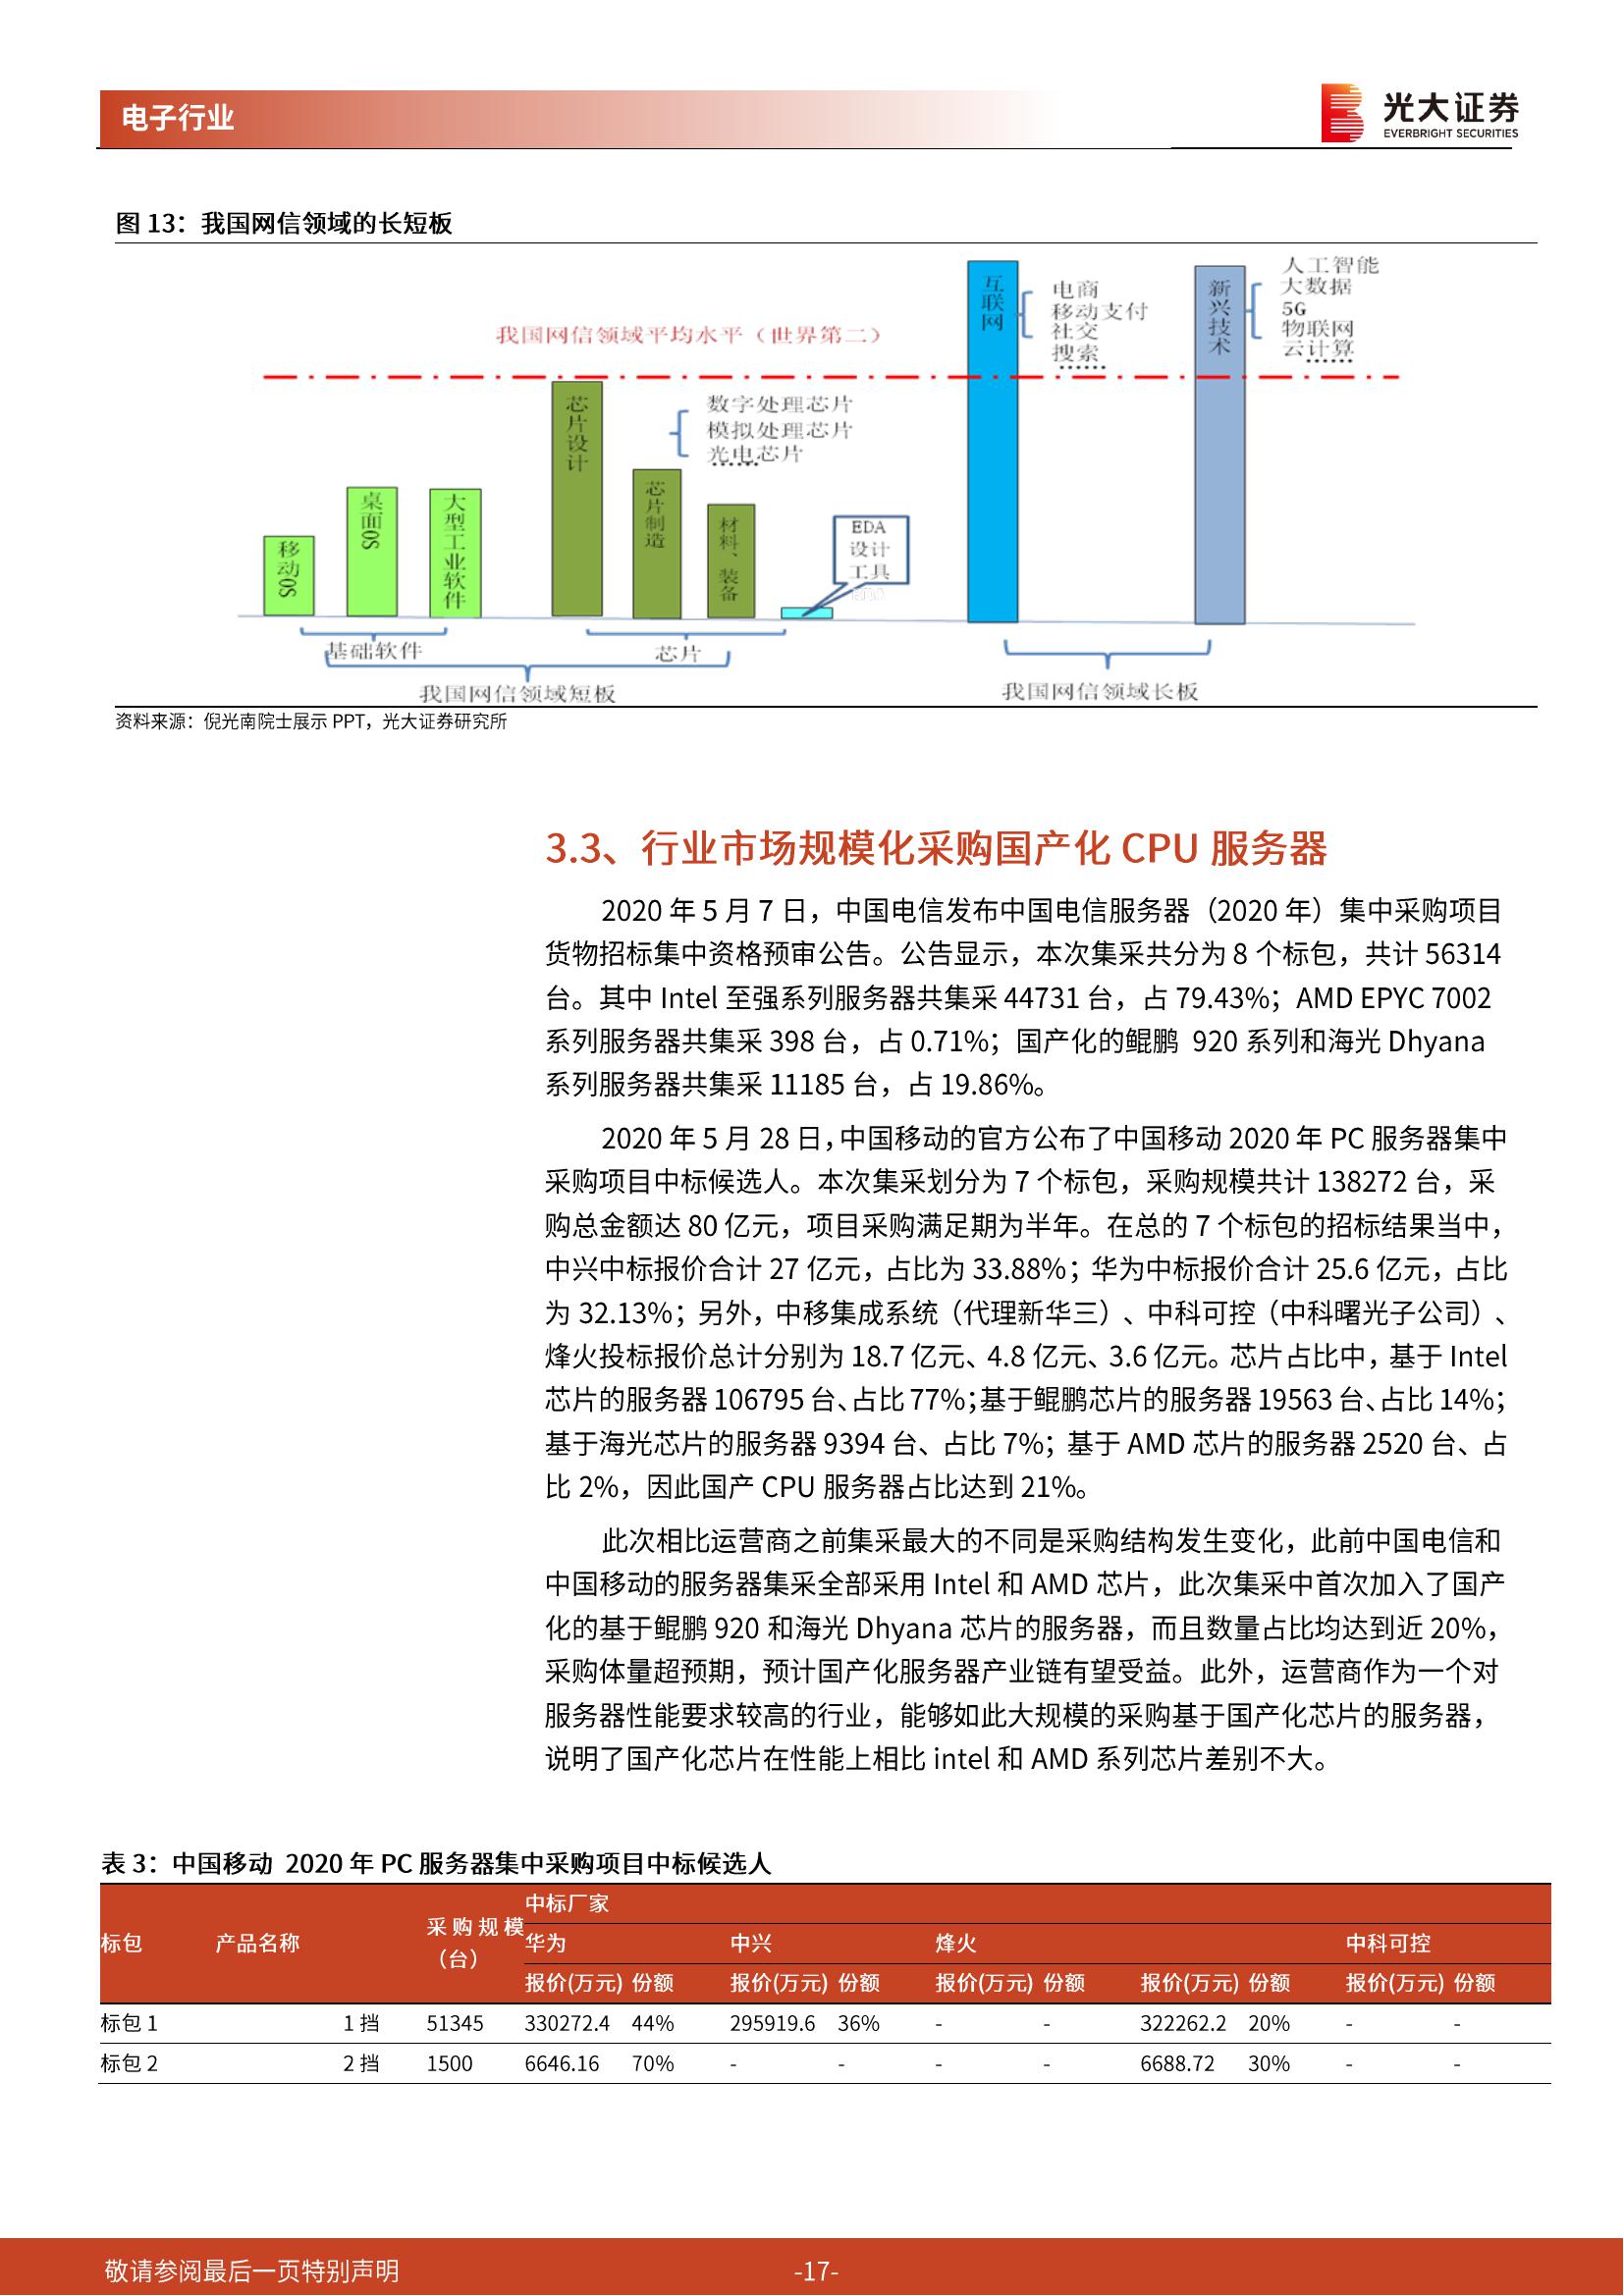 电子行业
光大证券
EVERBRIGHT SECURITIES
图 13：我国网信领域的长短板
我国网信领域平均水平（世界第二）
移动OS
桌面OS
大型工业软件
芯片设计
芯片制造
材料、装备
数字处理芯片
模拟处理芯片
光电芯片
EDA
设计
工具
互联网
电商
移动支付
社交
搜索
......
新兴技术
人工智能
大数据
5G
物联网
云计算
......
基础软件
芯片
我国网信领域短板
我国网信领域长板
资料来源：倪光南院士展示 PPT，光大证券研究所
3.3、行业市场规模化采购国产化 CPU 服务器
2020 年 5 月 7 日，中国电信发布中国电信服务器（2020 年）集中采购项目
货物招标集中资格预审公告。公告显示，本次集采共分为 8 个标包，共计 56314
台。其中 Intel 至强系列服务器共集采 44731 台，占 79.43%；AMD EPYC 7002
系列服务器共集采 398 台，占 0.71%；国产化的鲲鹏 920 系列和海光 Dhyana
系列服务器共集采 11185 台，占 19.86%。
2020 年 5 月 28 日，中国移动的官方公布了中国移动 2020 年 PC 服务器集中
采购项目中标候选人。本次集采划分为 7 个标包，采购规模共计 138272 台，采
购总金额达 80 亿元，项目采购满足期为半年。在总的 7 个标包的招标结果当中，
中兴中标报价合计 27 亿元，占比为 33.88%；华为中标报价合计 25.6 亿元，占比
为 32.13%；另外，中移集成系统（代理新华三）、中科可控（中科曙光子公司）、
烽火投标报价总计分别为 18.7 亿元、4.8 亿元、3.6 亿元。芯片占比中，基于 Intel
芯片的服务器 106795 台、占比 77%；基于鲲鹏芯片的服务器 19563 台、占比 14%；
基于海光芯片的服务器 9394 台、占比 7%；基于 AMD 芯片的服务器 2520 台、占
比 2%，因此国产 CPU 服务器占比达到 21%。
此次相比运营商之前集采最大的不同是采购结构发生变化，此前中国电信和
中国移动的服务器集采全部采用 Intel 和 AMD 芯片，此次集采中首次加入了国产
化的基于鲲鹏 920 和海光 Dhyana 芯片的服务器，而且数量占比均达到近 20%，
采购体量超预期，预计国产化服务器产业链有望受益。此外，运营商作为一个对
服务器性能要求较高的行业，能够如此大规模的采购基于国产化芯片的服务器，
说明了国产化芯片在性能上相比 intel 和 AMD 系列芯片差别不大。
表 3：中国移动 2020 年 PC 服务器集中采购项目中标候选人
标包 产品名称 采购规模（台） 中标厂家
华为 中兴 烽火 中科可控
报价(万元) 份额 报价(万元) 份额 报价(万元) 份额 报价(万元) 份额 报价(万元) 份额
标包 1 1 挡 51345 330272.4 44% 295919.6 36% - - 322262.2 20% - -
标包 2 2 挡 1500 6646.16 70% - - - - 6688.72 30% - -
敬请参阅最后一页特别声明
-17-